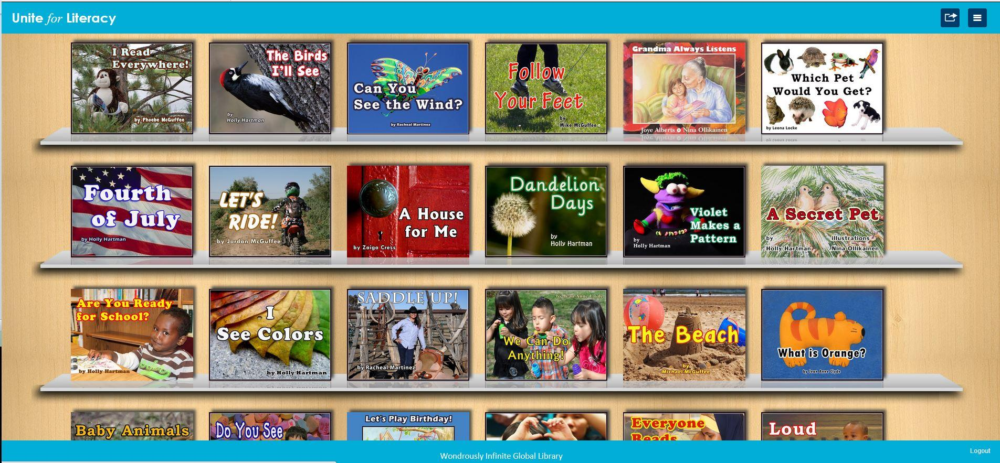 Unite for Literacy
I Read
Everywhere!
by Phoebe McGuffee
The Birds
I'll See
by
Holly Hartman
Can You
See the Wind?
by Racheal Martinez
Follow
Your Feet
by
Mike McGuffee
Grandma Always Listens
Joye Alberts Nina Ollikainen
Which Pet
Would You Get?
by Leona Locke
Fourth
of July
by Holly Hartman
LET'S
RIDE!
by Jordan McGuffee
A House
for Me
by Zaiga Cress
Dandelion
Days
by
Holly Hartman
Violet
Makes a
Pattern
by
Holly Hartman
A Secret Pet
by
Holly Hartman
Illustrations
Nina Ollikainen
Are You Ready
for School?
by Holly Hartman
I
See Colors
by Holly Hartman
SADDLE UP!
by Racheal Martinez
by Jean Anne Clyde
We Can Do
Anything!
The Beach
by
Michael McGuffee
What is Orange?
by Jean Anne Clyde
Baby Animals
Do You See
Let's Play Birthday!
Everyone
Reads
Loud
Wondrously Infinite Global Library
Logout